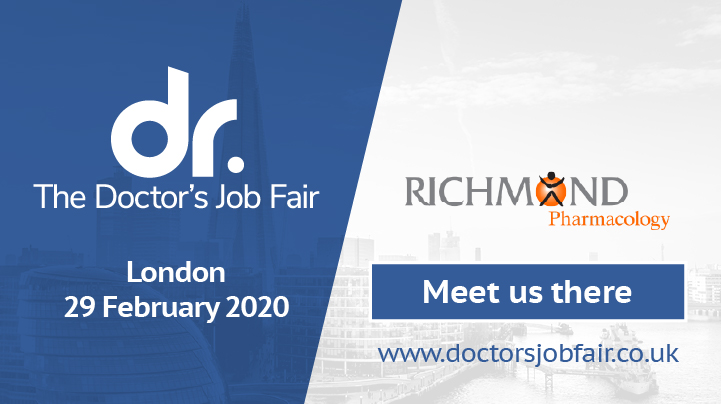 dr.
The Doctor's Job Fair
London
29 February 2020
RICHMOND
Pharmacology
Meet us there
www.doctorsjobfair.co.uk